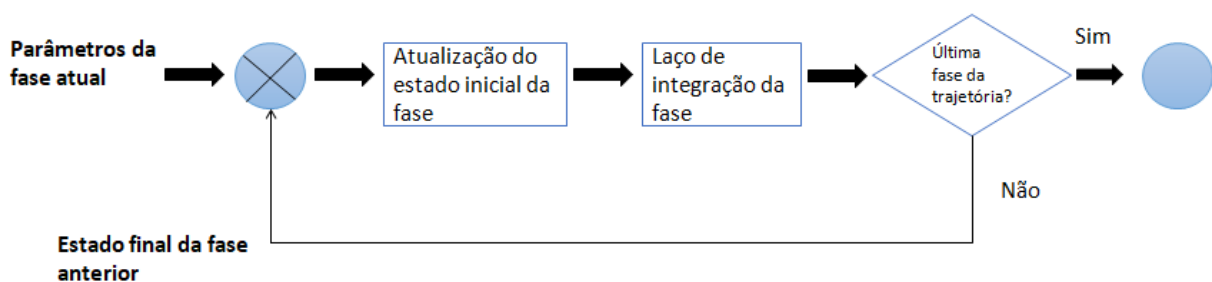 Parâmetros da
fase atual
Atualização do
estado inicial da
fase
Laço de
integração da
fase
Última
fase da
trajetória?
Sim
Não
Estado final da fase
anterior